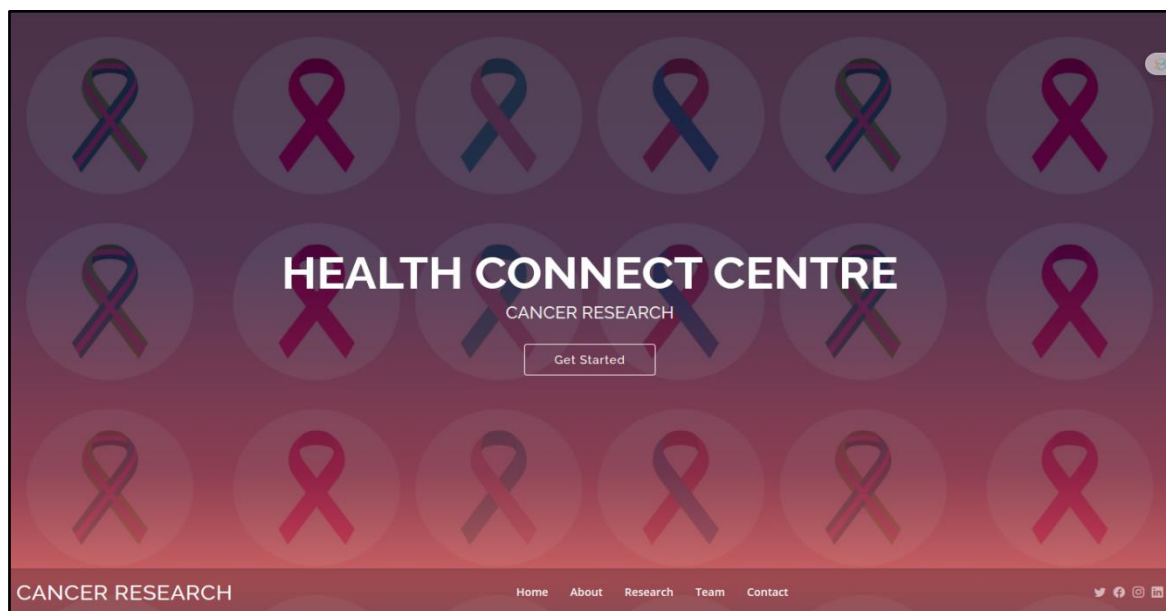 HEALTH CONNECT CENTRE
CANCER RESEARCH
Get Started
CANCER RESEARCH
Home About Research Team Contact